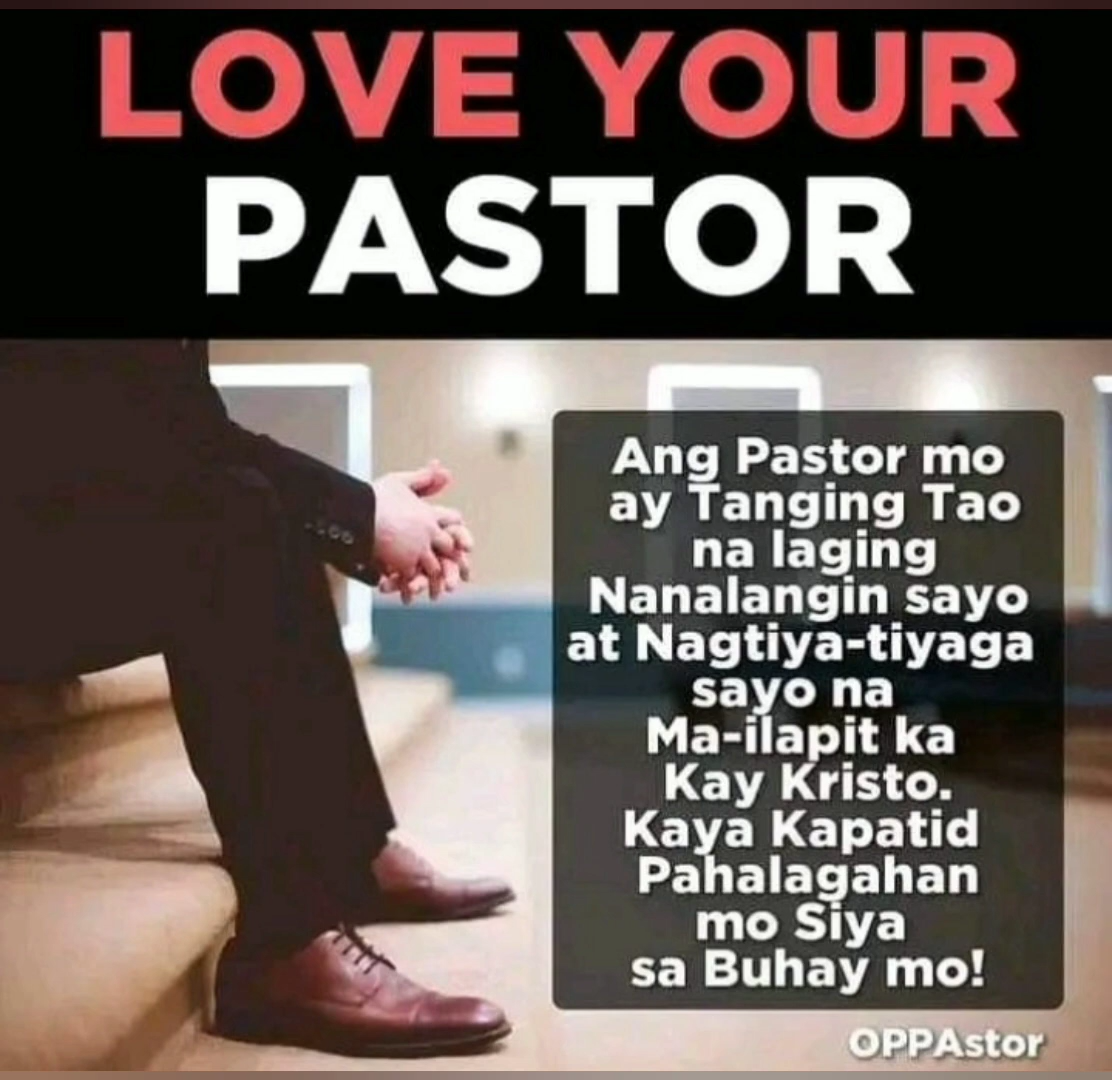 LOVE YOUR
PASTOR
Ang Pastor mo
ay Tanging Tao
na laging
Nanalangin sayo
at Nagtiya-tiyaga
sayo na
Ma-ilapit ka
Kay Kristo.
Kaya Kapatid
Pahalagahan
mo Siya
sa Buhay mo!
OPPAstor